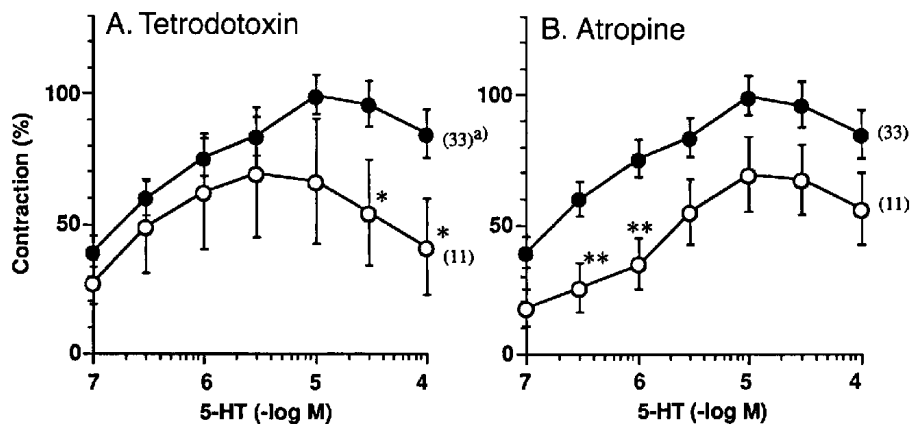 A. Tetrodotoxin
B. Atropine
Contraction (%)
100
50
0
(33)a)
*
*
(11)
7 6 5 4
5-HT (-log M)
100
50
0
(33)
(11)
**
**
7 6 5 4
5-HT (-log M)